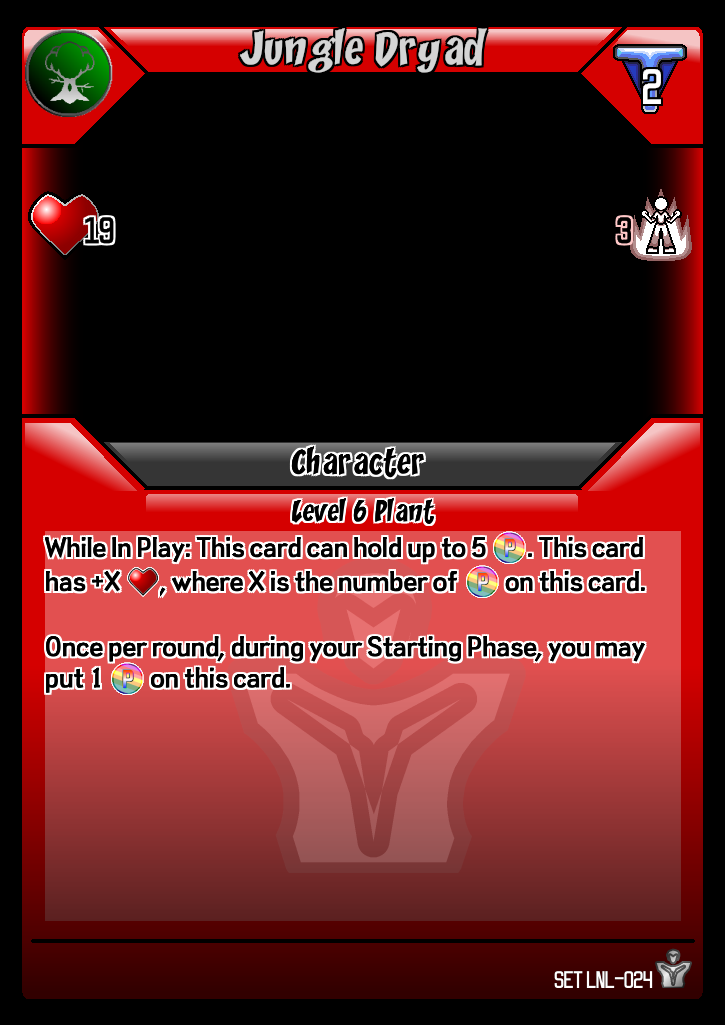 Jungle Dryad
2
19
3
Character
Level 6 Plant
While In Play: This card can hold up to 5 P. This card
has +X, where X is the number of P on this card.
Once per round, during your Starting Phase, you may
put 1 P on this card.
SET LNL-024